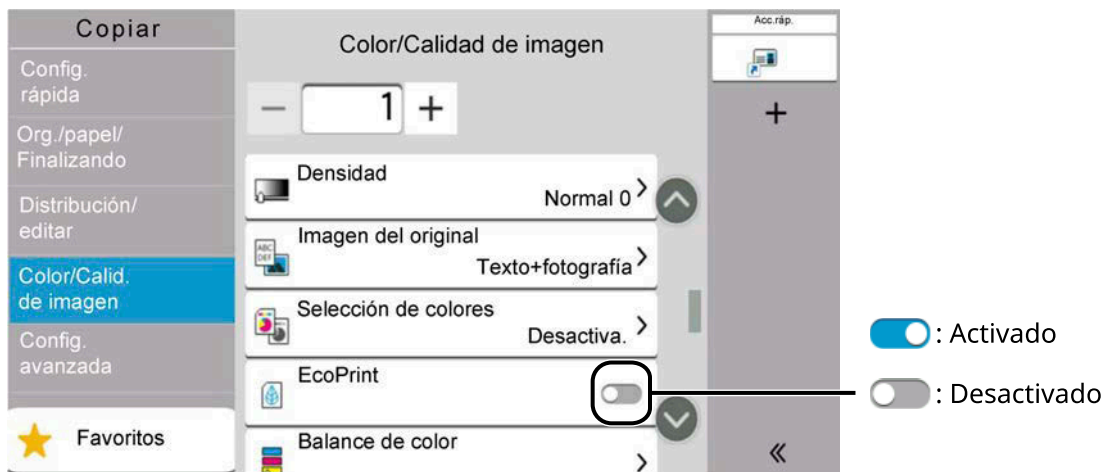 Copiar
Config.
rápida
Org./papel/
Finalizando
Distribución/
editar
Color/Calid.
de imagen
Config.
avanzada
Favoritos
Color/Calidad de imagen
1
Densidad
Normal 0
Imagen del original
Texto+fotografía
Selección de colores
Desactiva.
EcoPrint
Balance de color
Acc.ráp.
: Activado
: Desactivado